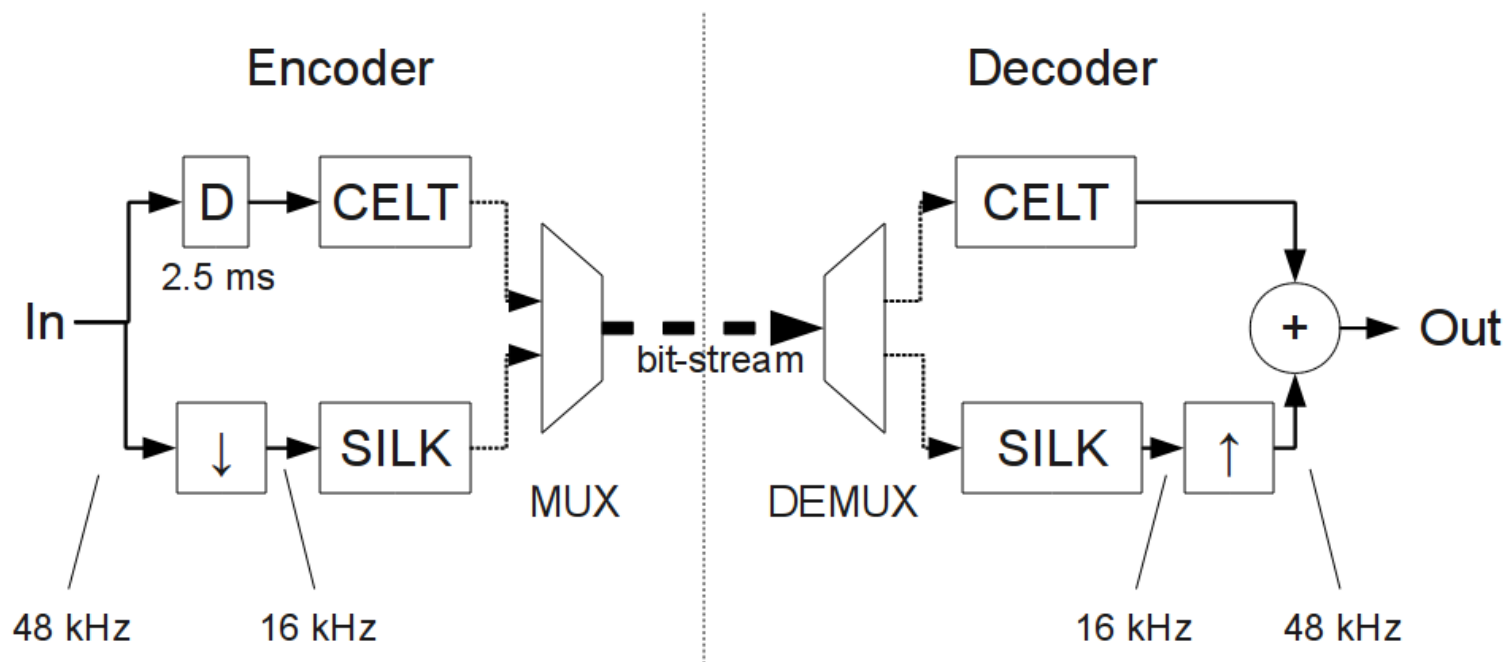 Encoder
Decoder
D
CELT
CELT
2.5 ms
In
+
Out
bit-stream
↓
SILK
SILK
↑
MUX
DEMUX
48 kHz
16 kHz
16 kHz
48 kHz